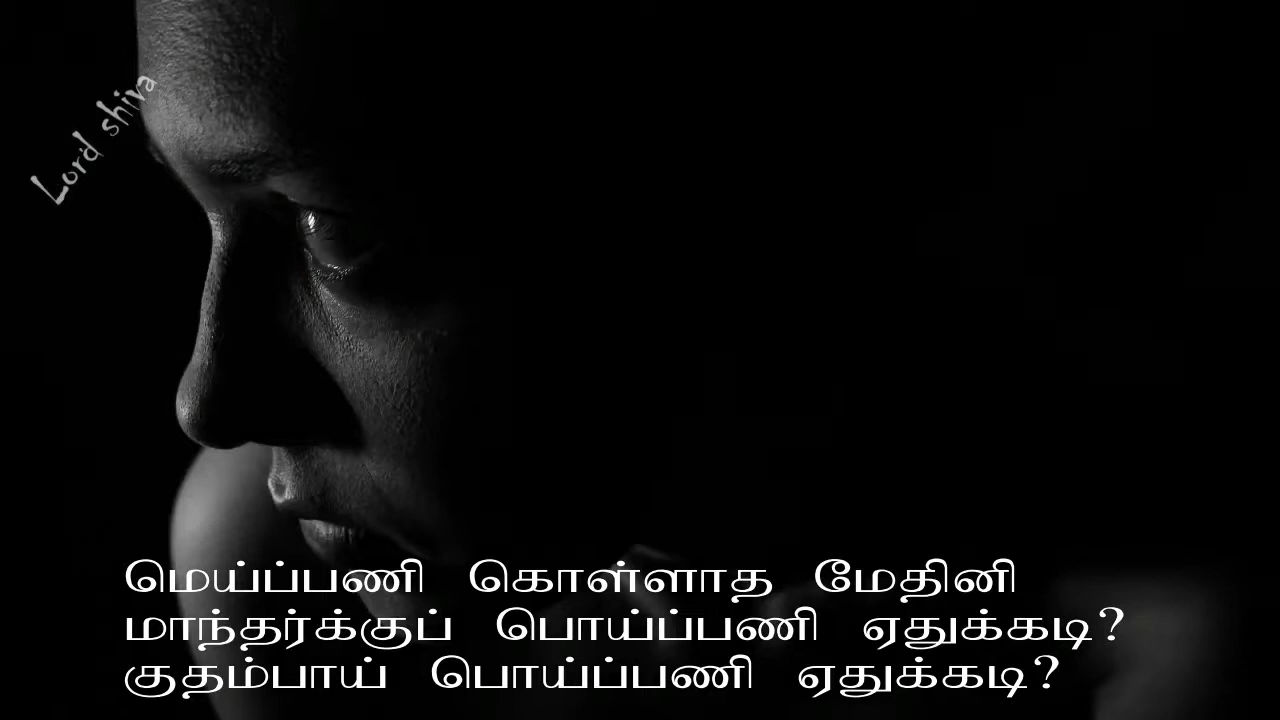 Lord shiva
மெய்ப்பணி கொள்ளாத மேதினி
மாந்தர்க்குப் பொய்ப்பணி ஏதுக்கடி?
குதம்பாய் பொய்ப்பணி ஏதுக்கடி?